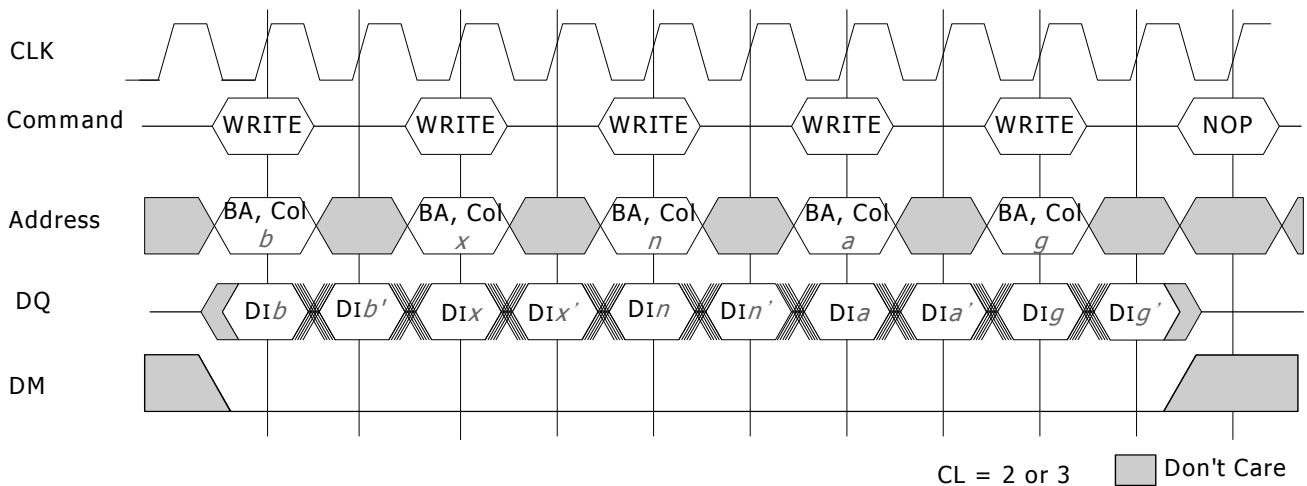 CLK
Command WRITE WRITE WRITE WRITE WRITE NOP
Address BA, Col BA, Col BA, Col BA, Col BA, Col
b x n a g
DQ DIb DIb' DIx DIx’ DIn DIn’ DIa DIa’ DIg DIg’
DM
CL = 2 or 3 Don't Care